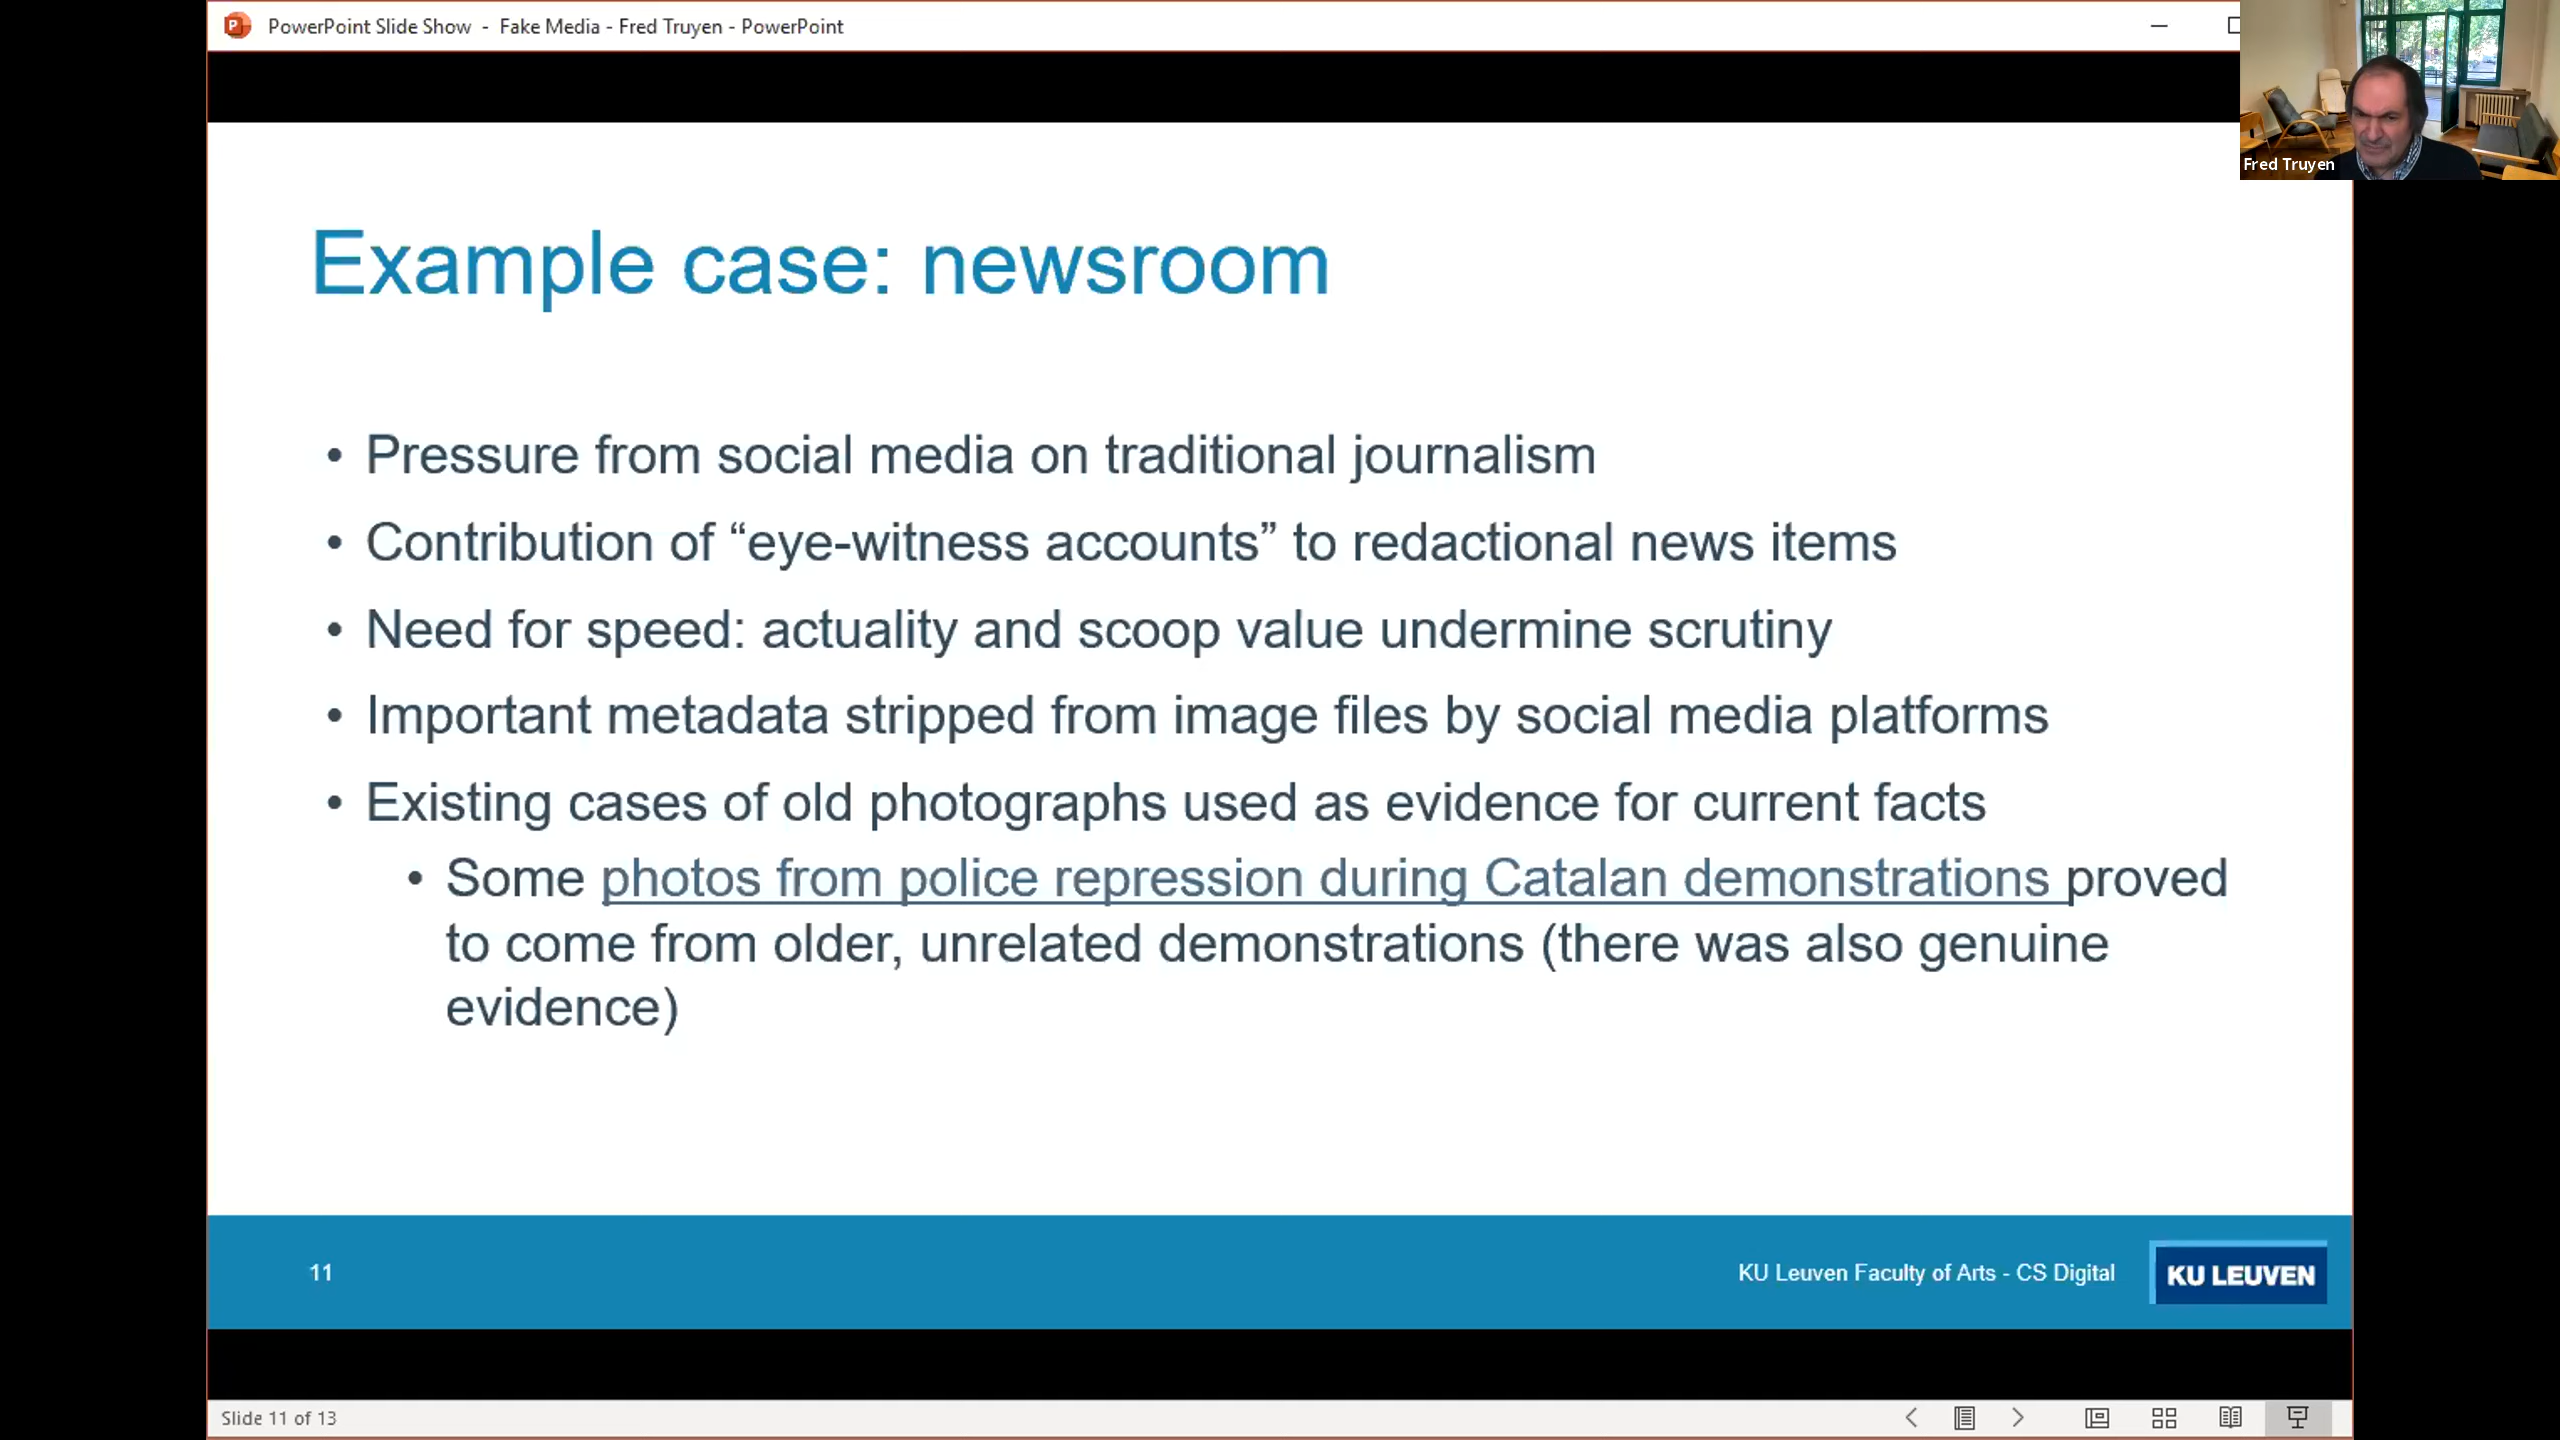 PowerPoint Slide Show - Fake Media - Fred Truyen - PowerPoint
Fred Truyen
Example case: newsroom
• Pressure from social media on traditional journalism
• Contribution of “eye-witness accounts” to redactional news items
• Need for speed: actuality and scoop value undermine scrutiny
• Important metadata stripped from image files by social media platforms
• Existing cases of old photographs used as evidence for current facts
• Some photos from police repression during Catalan demonstrations proved
to come from older, unrelated demonstrations (there was also genuine
evidence)
11
KU Leuven Faculty of Arts - CS Digital
KU LEUVEN
Slide 11 of 13